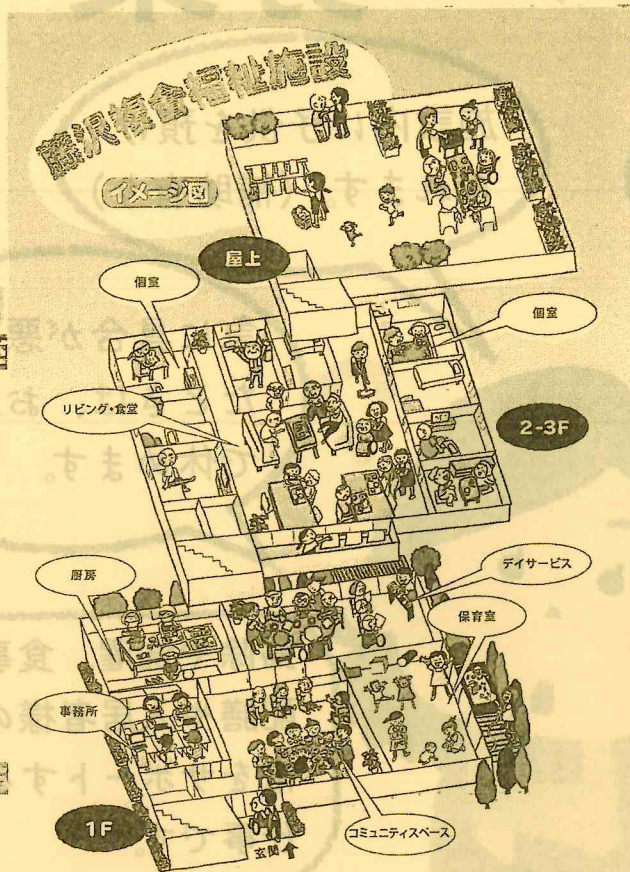 藤沢複合福祉施設
イメージ図
屋上
個室
個室
リビング・食堂
2-3F
デイサービス
厨房
保育室
事務所
1F
コミュニティスペース
玄関